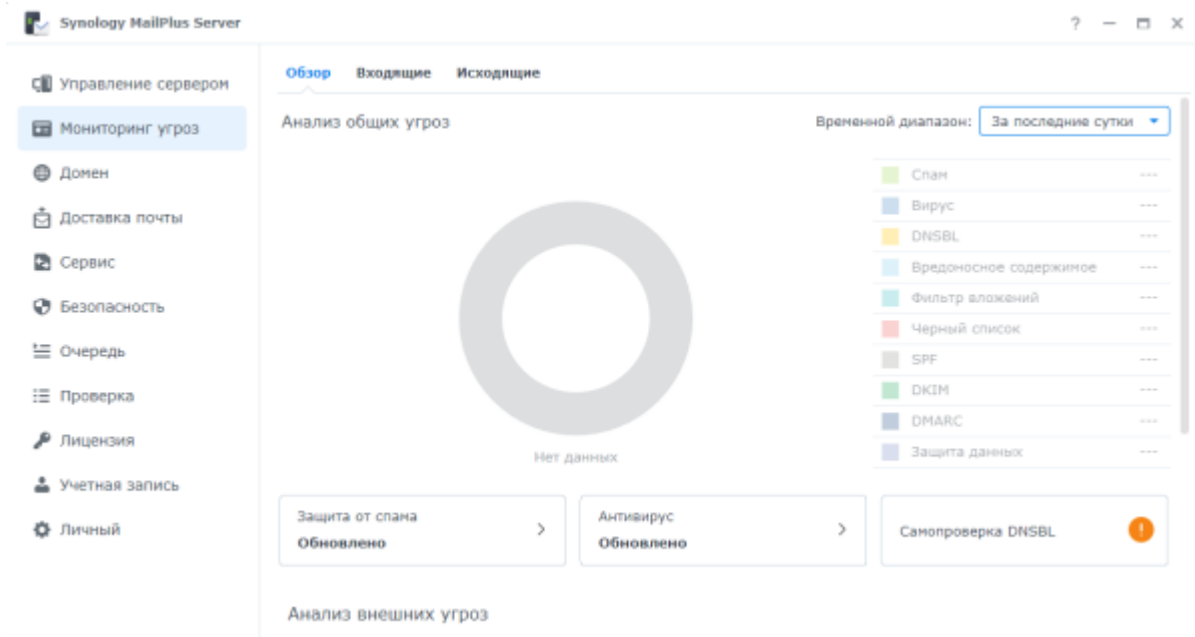 Synology MailPlus Server
?
Управление сервером
Мониторинг угроз
Домен
Доставка почты
Сервис
Безопасность
Очередь
Проверка
Лицензия
Учетная запись
Личный
Обзор Входящие Исходящие
Анализ общих угроз
Временной диапазон: За последние сутки
Нет данных
Спам ---
Вирус ---
DNSBL ---
Вредоносное содержимое ---
Фильтр вложений ---
Черный список ---
SPF ---
DKIM ---
DMARC ---
Защита данных ---
Защита от спама
Обновлено
Антивирус
Обновлено
Самопроверка DNSBL !
Анализ внешних угроз